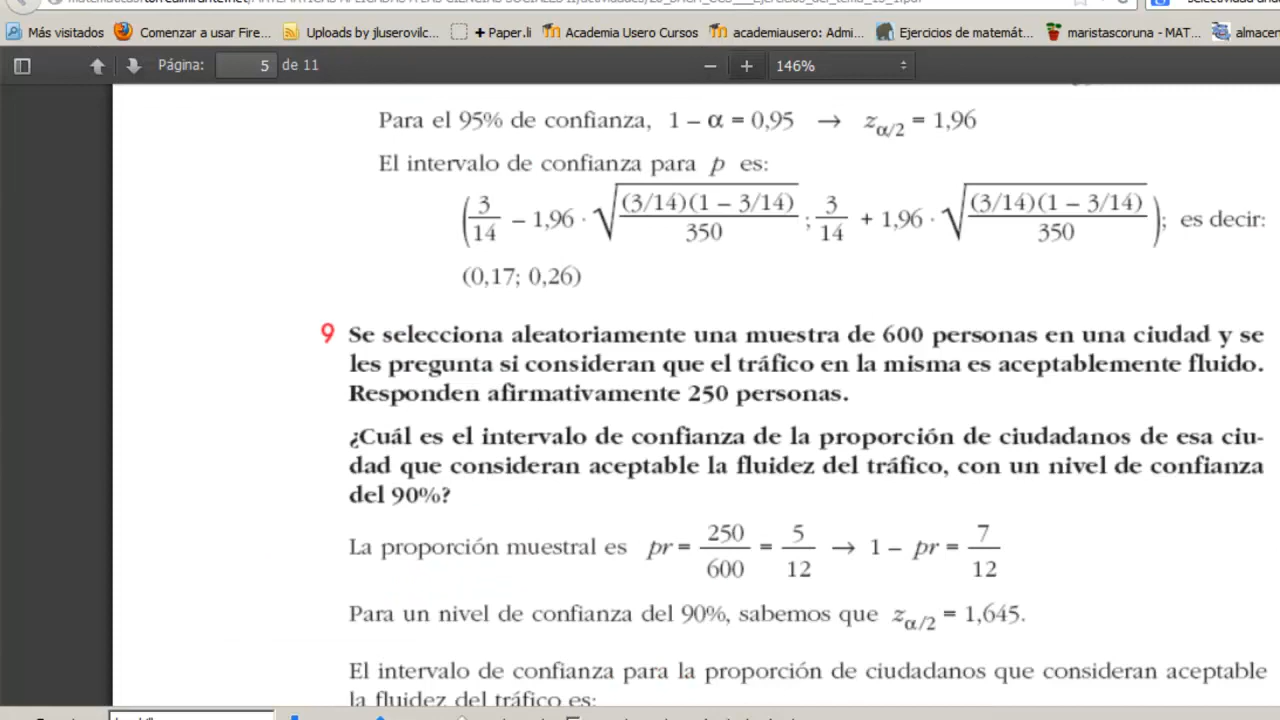 Más visitados Comenzar a usar Fire... Uploads by jluserovilc... + Paper.li Academia Usero Cursos academiausero: Admi... Ejercicios de matemát... maristascoruna - MAT... almacen
Página: 5 de 11 146%
Para el 95% de confianza, 1 – α = 0,95 → z_{α/2} = 1,96
El intervalo de confianza para p es:
(3/14 – 1,96 · √((3/14)(1 – 3/14)/350) ; 3/14 + 1,96 · √((3/14)(1 – 3/14)/350)); es decir:
(0,17; 0,26)
9 Se selecciona aleatoriamente una muestra de 600 personas en una ciudad y se
les pregunta si consideran que el tráfico en la misma es aceptablemente fluido.
Responden afirmativamente 250 personas.
¿Cuál es el intervalo de confianza de la proporción de ciudadanos de esa ciu-
dad que consideran aceptable la fluidez del tráfico, con un nivel de confianza
del 90%?
La proporción muestral es pr = 250/600 = 5/12 → 1 – pr = 7/12
Para un nivel de confianza del 90%, sabemos que z_{α/2} = 1,645.
El intervalo de confianza para la proporción de ciudadanos que consideran aceptable
la fluidez del tráfico es: